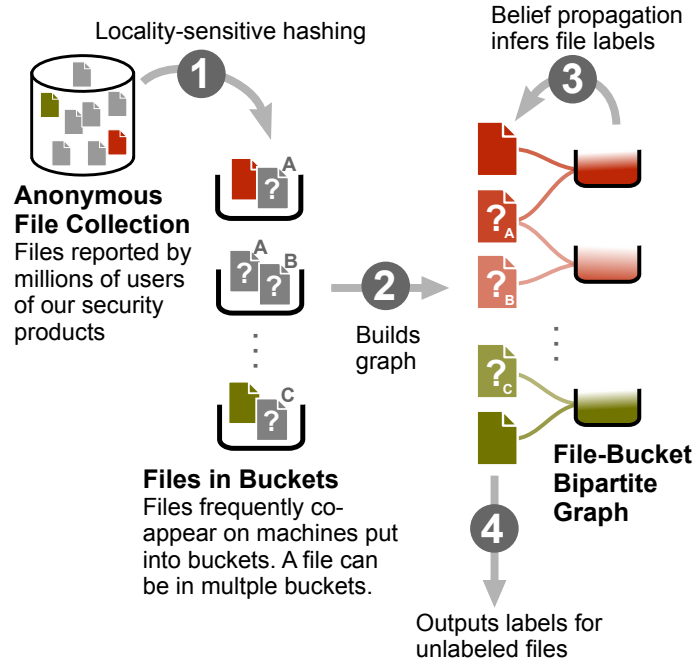 Locality-sensitive hashing
1
Anonymous
File Collection
Files reported by
millions of users
of our security
products
A
?
A
B
?
?
C
?
Files in Buckets
Files frequently co-
appear on machines put
into buckets. A file can
be in multple buckets.
2
Builds
graph
Belief propagation
infers file labels
3
?A
?B
?C
File-Bucket
Bipartite
Graph
4
Outputs labels for
unlabeled files